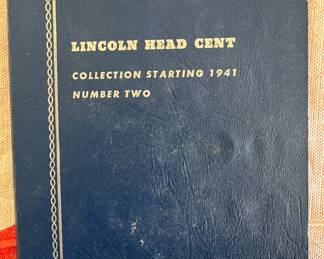 LINCOLN HEAD CENT
COLLECTION STARTING 1941
NUMBER TWO